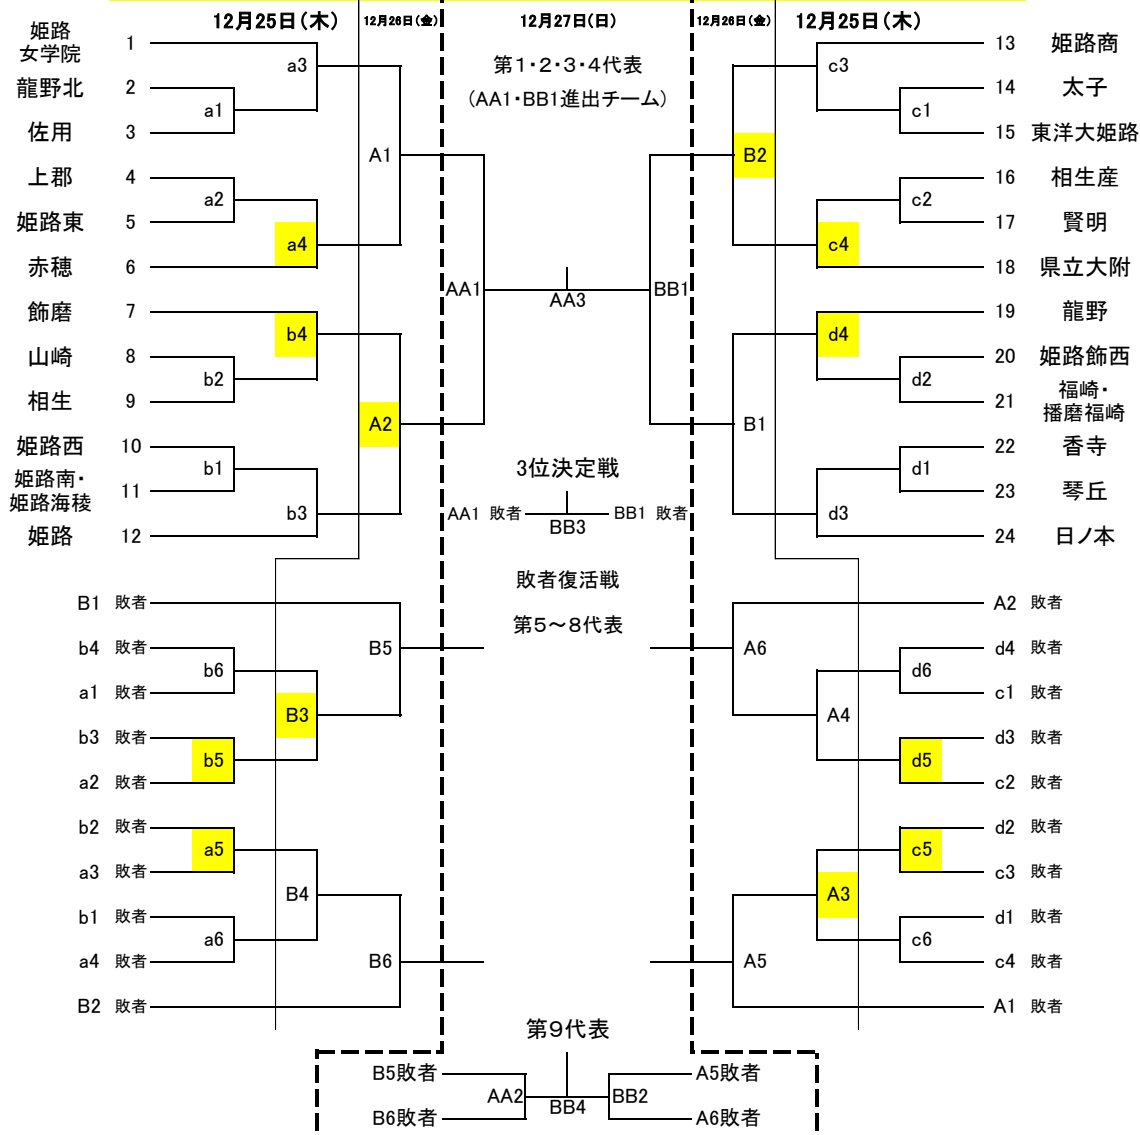 12月25日(木) 12月26日(金) 12月27日(日) 12月26日(金) 12月25日(木)
第1・2・3・4代表
(AA1・BB1進出チーム)
姫路
女学院 1
龍野北 2
佐用 3
上郡 4
姫路東 5
赤穂 6
飾磨 7
山崎 8
相生 9
姫路西 10
姫路南・
姫路海稜 11
姫路 12
a3
a1
A1
a2
a4
AA1
b4
b2
A2
b1
b3
AA3
13 姫路商
14 太子
15 東洋大姫路
16 相生産
17 賢明
18 県立大附
19 龍野
20 姫路飾西
21 福崎・
播磨福崎
22 香寺
23 琴丘
24 日ノ本
c3
c1
B2
c2
c4
BB1
d4
d2
B1
d1
d3
3位決定戦
AA1 敗者 BB1 敗者
BB3
敗者復活戦
第5～8代表
B1 敗者
b4 敗者
a1 敗者
b3 敗者
a2 敗者
b2 敗者
a3 敗者
b1 敗者
a4 敗者
B2 敗者
B5
b6
B3
b5
a5
B4
a6
B6
A2 敗者
d4 敗者
c1 敗者
d3 敗者
c2 敗者
d2 敗者
c3 敗者
d1 敗者
c4 敗者
A1 敗者
A6
d6
A4
d5
c5
A3
c6
A5
第9代表
B5敗者 A5敗者
AA2 BB4 BB2
B6敗者 A6敗者